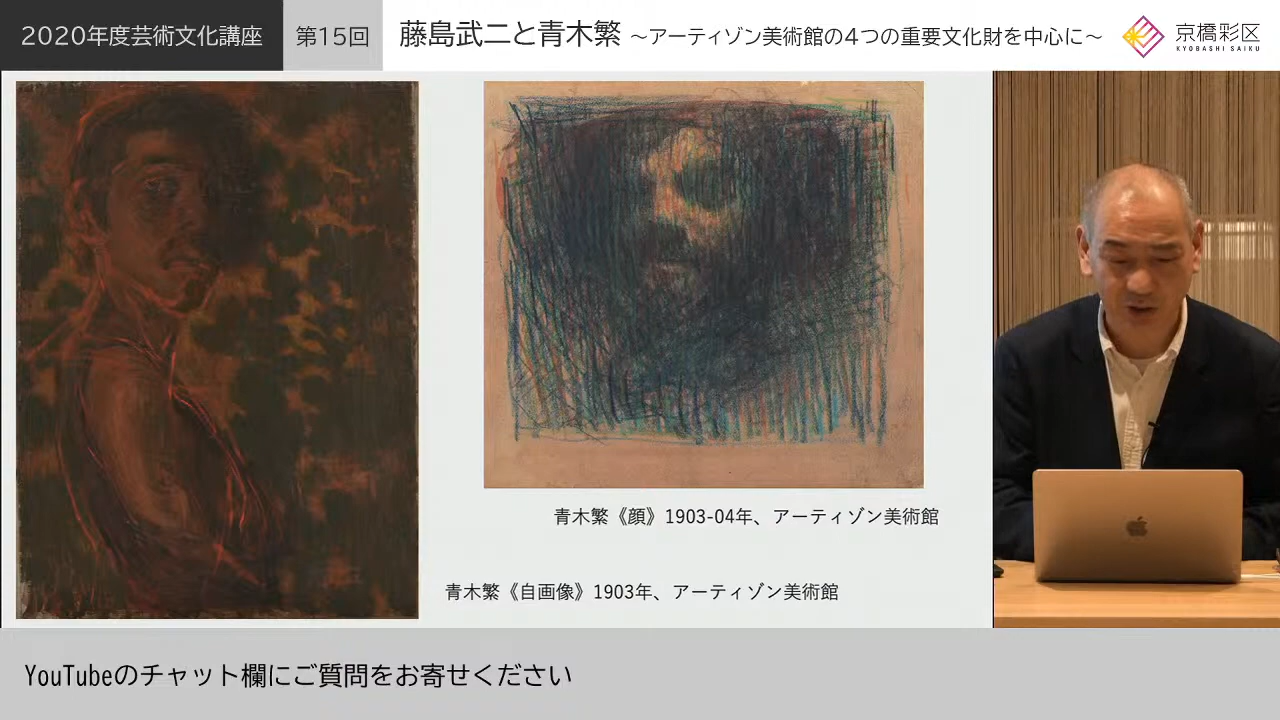 2020年度芸術文化講座
第15回
藤島武二と青木繁 ～アーティゾン美術館の4つの重要文化財を中心に～
京橋彩区
KYOBASHI SAIKU
青木繁《顔》1903-04年、アーティゾン美術館
青木繁《自画像》1903年、アーティゾン美術館
YouTubeのチャット欄にご質問をお寄せください